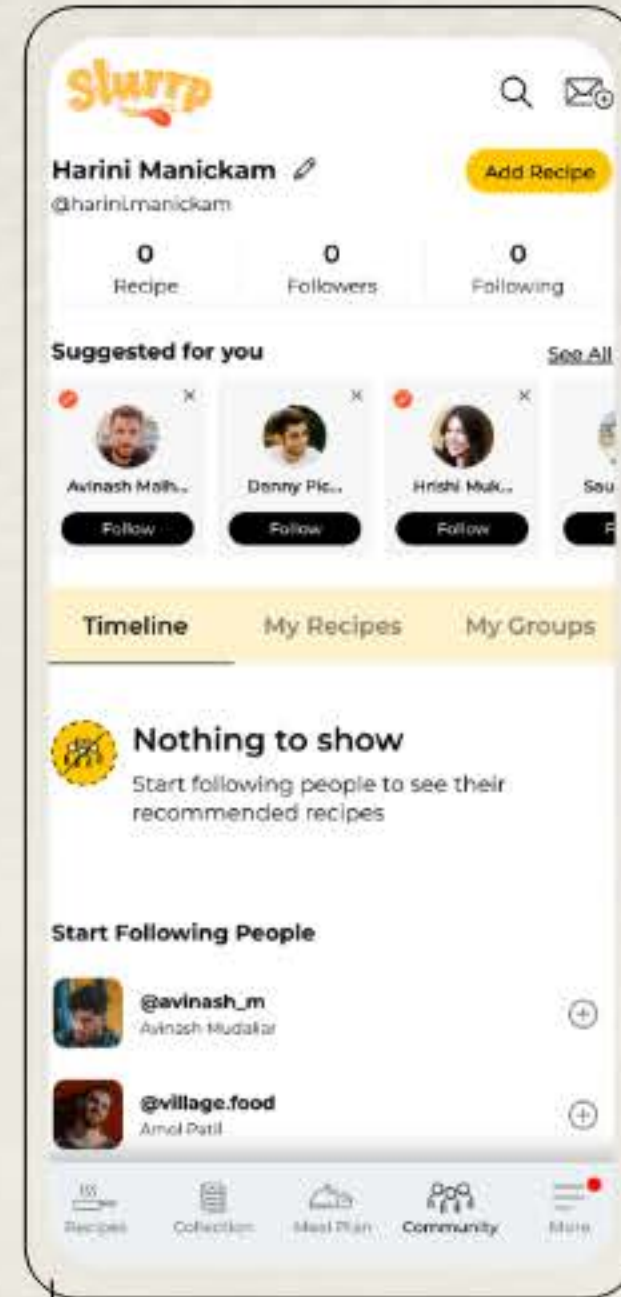 Slurrp
Harini Manickam
Add Recipe
@harini.manickam
0 0 0
Recipe Followers Following
Suggested for you See All
Avinash Malh... Danny Pic... Hrishi Muk... Sau
Follow Follow Follow F
Timeline My Recipes My Groups
Nothing to show
Start following people to see their
recommended recipes
Start Following People
@avinash_m
Avinash Mudaliar
@village.food
Amol Patil
Recipes Collection Meal Plan Community More